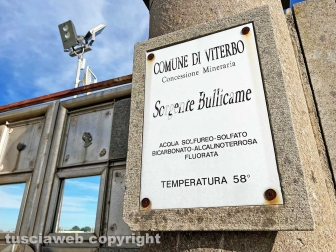 COMUNE DI VITERBO
Concessione Mineraria
Sorgente Bullicame
ACQUA SOLFUREO-SOLFATO
BICARBONATO-ALCALINOTERROSA
FLUORATA
TEMPERATURA 58°
tusciaweb copyright